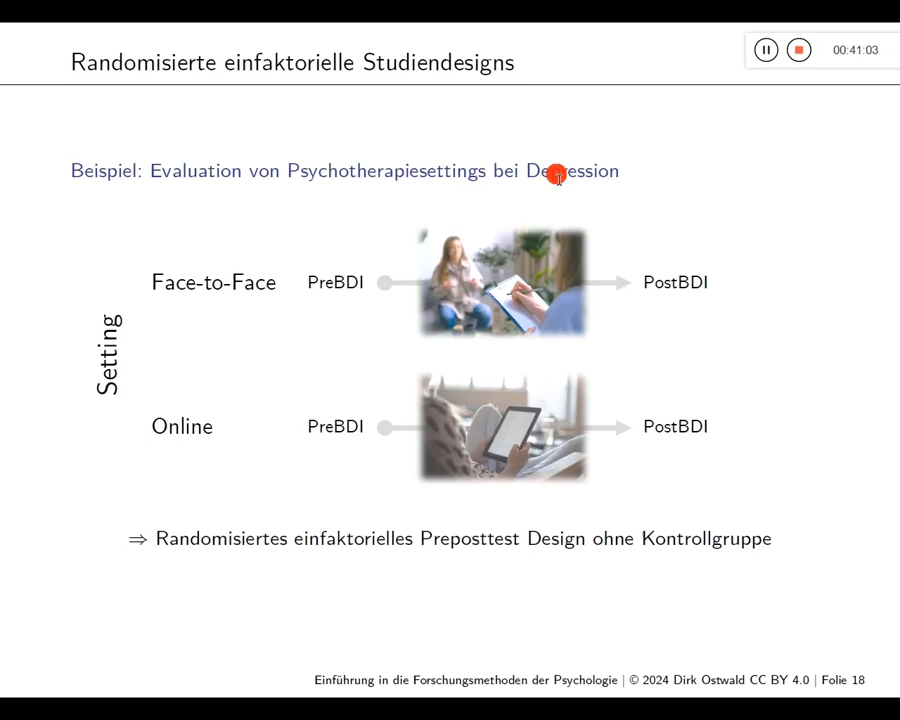 Randomisierte einfaktorielle Studiendesigns
00:41:03
Beispiel: Evaluation von Psychotherapiesettings bei Depression
Setting
Face-to-Face PreBDI PostBDI
Online PreBDI PostBDI
⇒ Randomisiertes einfaktorielles Preposttest Design ohne Kontrollgruppe
Einführung in die Forschungsmethoden der Psychologie | © 2024 Dirk Ostwald CC BY 4.0 | Folie 18